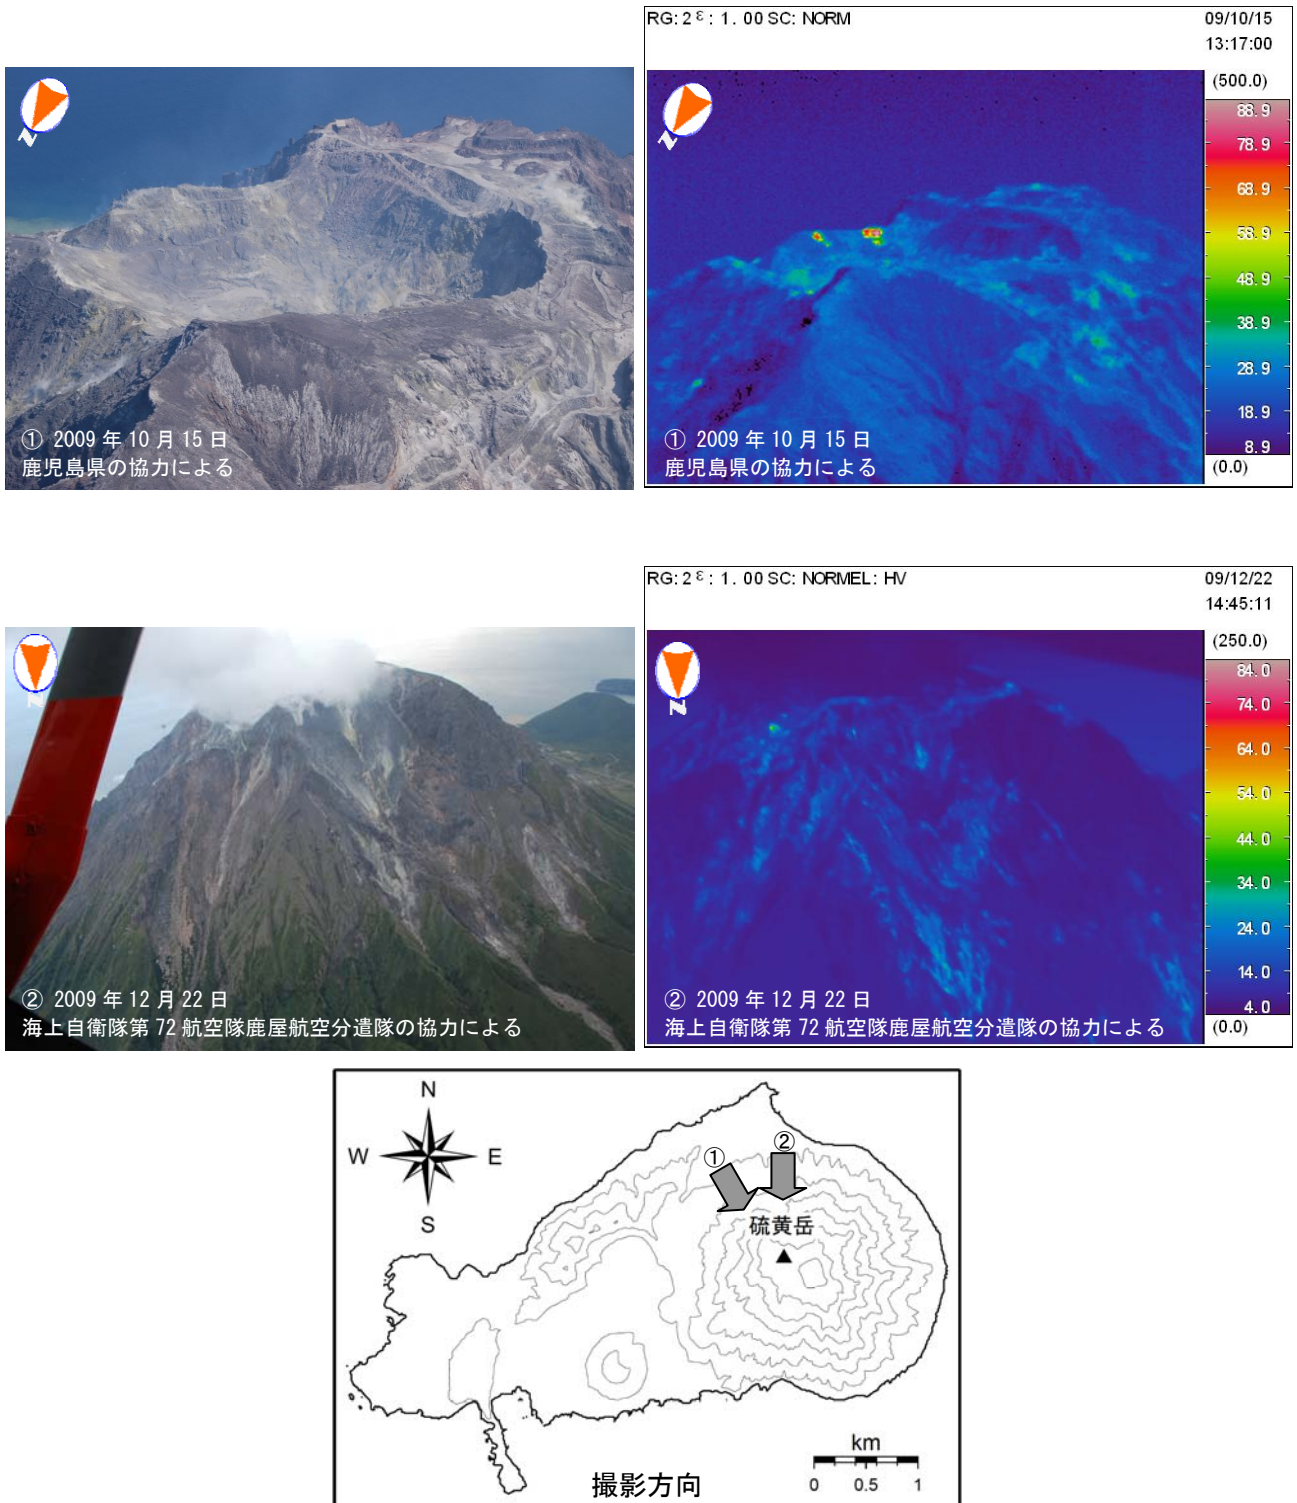 RG: 2 ε : 1. 00 SC: NORM
09/10/15
13:17:00
(500.0)
88. 9
78. 9
68. 9
58. 9
48. 9
38. 9
28. 9
18. 9
8. 9
(0.0)
N
① 2009 年 10 月 15 日
鹿児島県の協力による
N
① 2009 年 10 月 15 日
鹿児島県の協力による
RG: 2 ε : 1. 00 SC: NORMEL: HV
09/12/22
14:45:11
(250.0)
84. 0
74. 0
64. 0
54. 0
44. 0
34. 0
24. 0
14. 0
4. 0
(0.0)
N
② 2009 年 12 月 22 日
海上自衛隊第 72 航空隊鹿屋航空分遣隊の協力による
N
② 2009 年 12 月 22 日
海上自衛隊第 72 航空隊鹿屋航空分遣隊の協力による
N
W
E
S
①
②
硫黄岳
km
0 0.5 1
撮影方向